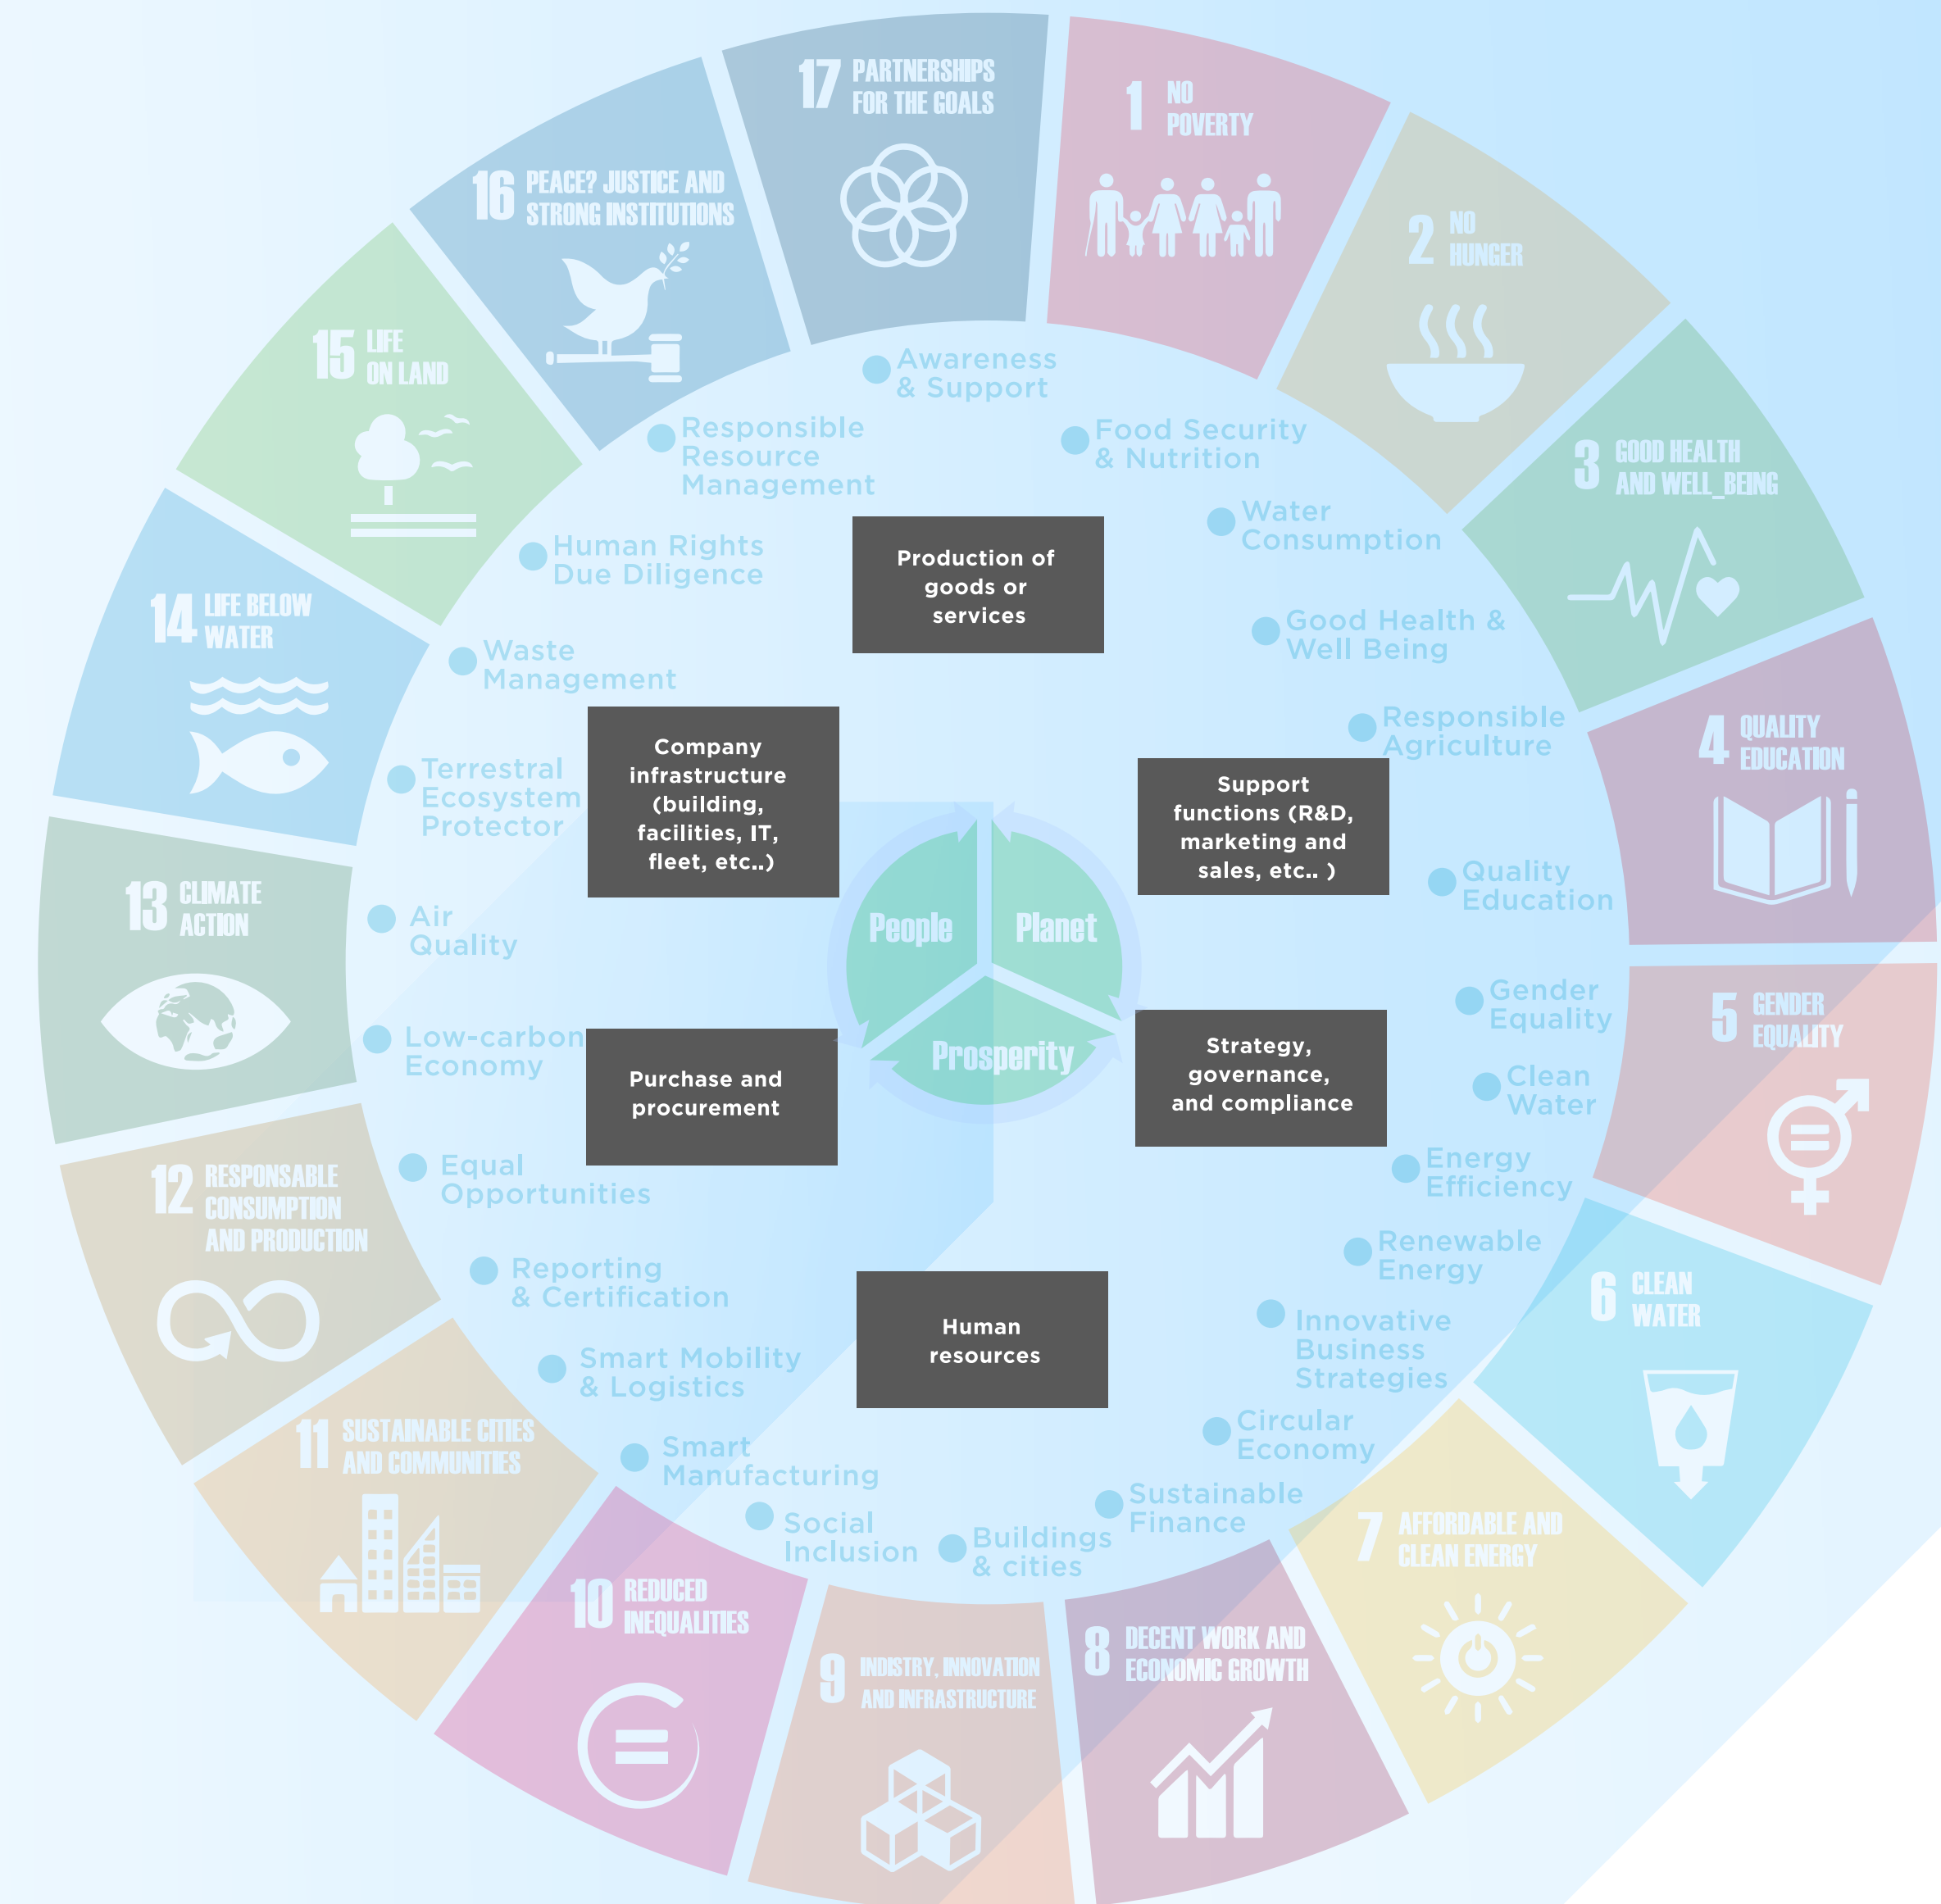 17 PARTNERSHIPS
FOR THE GOALS
1 NO
POVERTY
2 NO
HUNGER
3 GOOD HEALTH
AND WELL_BEING
4 QUALITY
EDUCATION
5 GENDER
EQUALITY
6 CLEAN
WATER
7 AFFORDABLE AND
CLEAN ENERGY
8 DECENT WORK AND
ECONOMIC GROWTH
9 INDISTRY, INNOVATION
AND INFRASTRUCTURE
10 REDUCED
INEQUALITIES
11 SUSTAINABLE CITIES
AND COMMUNITIES
12 RESPONSABLE
CONSUMPTION
AND PRODUCTION
13 CLIMATE
ACTION
14 LIFE BELOW
WATER
15 LIFE
ON LAND
16 PEACE? JUSTICE AND
STRONG INSTITUTIONS
Awareness
& Support
Food Security
& Nutrition
Water
Consumption
Good Health &
Well Being
Responsible
Agriculture
Quality
Education
Gender
Equality
Clean
Water
Energy
Efficiency
Renewable
Energy
Innovative
Business
Strategies
Circular
Economy
Sustainable
Finance
Buildings
& cities
Social
Inclusion
Smart
Manufacturing
Smart Mobility
& Logistics
Reporting
& Certification
Equal
Opportunities
Low-carbon
Economy
Air
Quality
Terrestral
Ecosystem
Protector
Waste
Management
Human Rights
Due Diligence
Responsible
Resource
Management
Production of
goods or
services
Company
infrastructure
(building,
facilities, IT,
fleet, etc..)
Support
functions (R&D,
marketing and
sales, etc.. )
People
Planet
Prosperity
Purchase and
procurement
Strategy,
governance,
and compliance
Human
resources